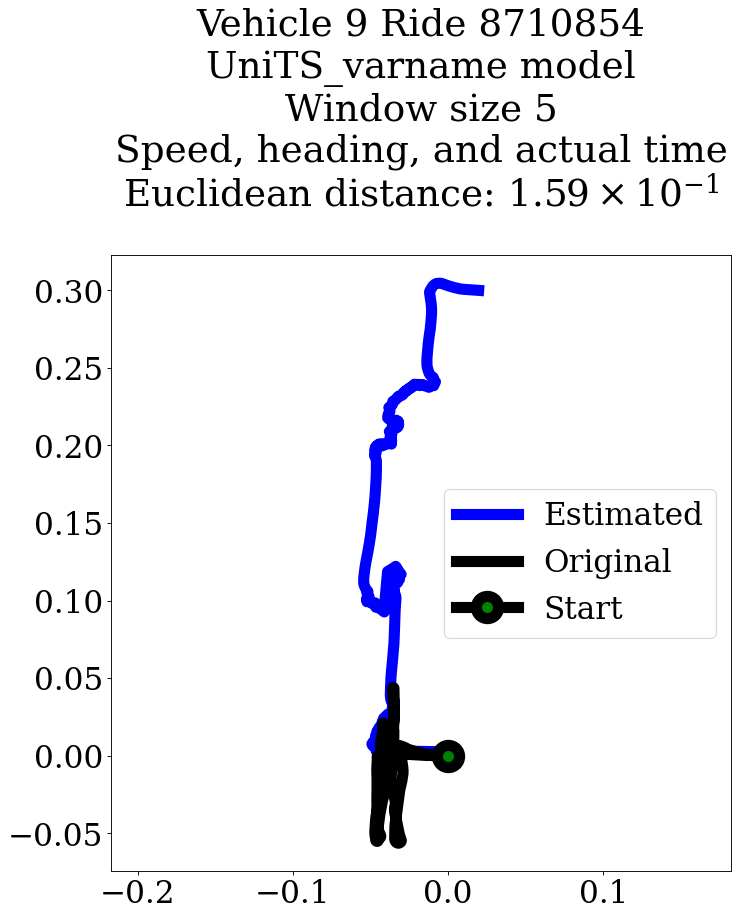 Vehicle 9 Ride 8710854
UniTS_varname model
Window size 5
Speed, heading, and actual time
Euclidean distance: 1.59 × 10⁻¹
0.30
0.25
0.20
0.15
0.10
0.05
0.00
−0.05
−0.2
−0.1
0.0
0.1
Estimated
Original
Start